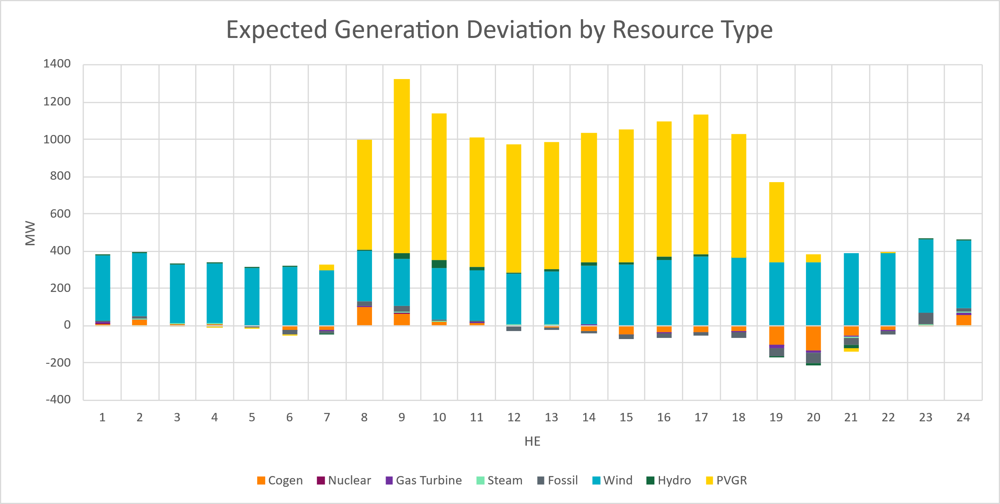 Expected Generation Deviation by Resource Type
1400
1200
1000
800
600
400
200
0
-200
-400
MW
1 2 3 4 5 6 7 8 9 10 11 12 13 14 15 16 17 18 19 20 21 22 23 24
HE
Cogen Nuclear Gas Turbine Steam Fossil Wind Hydro PVGR